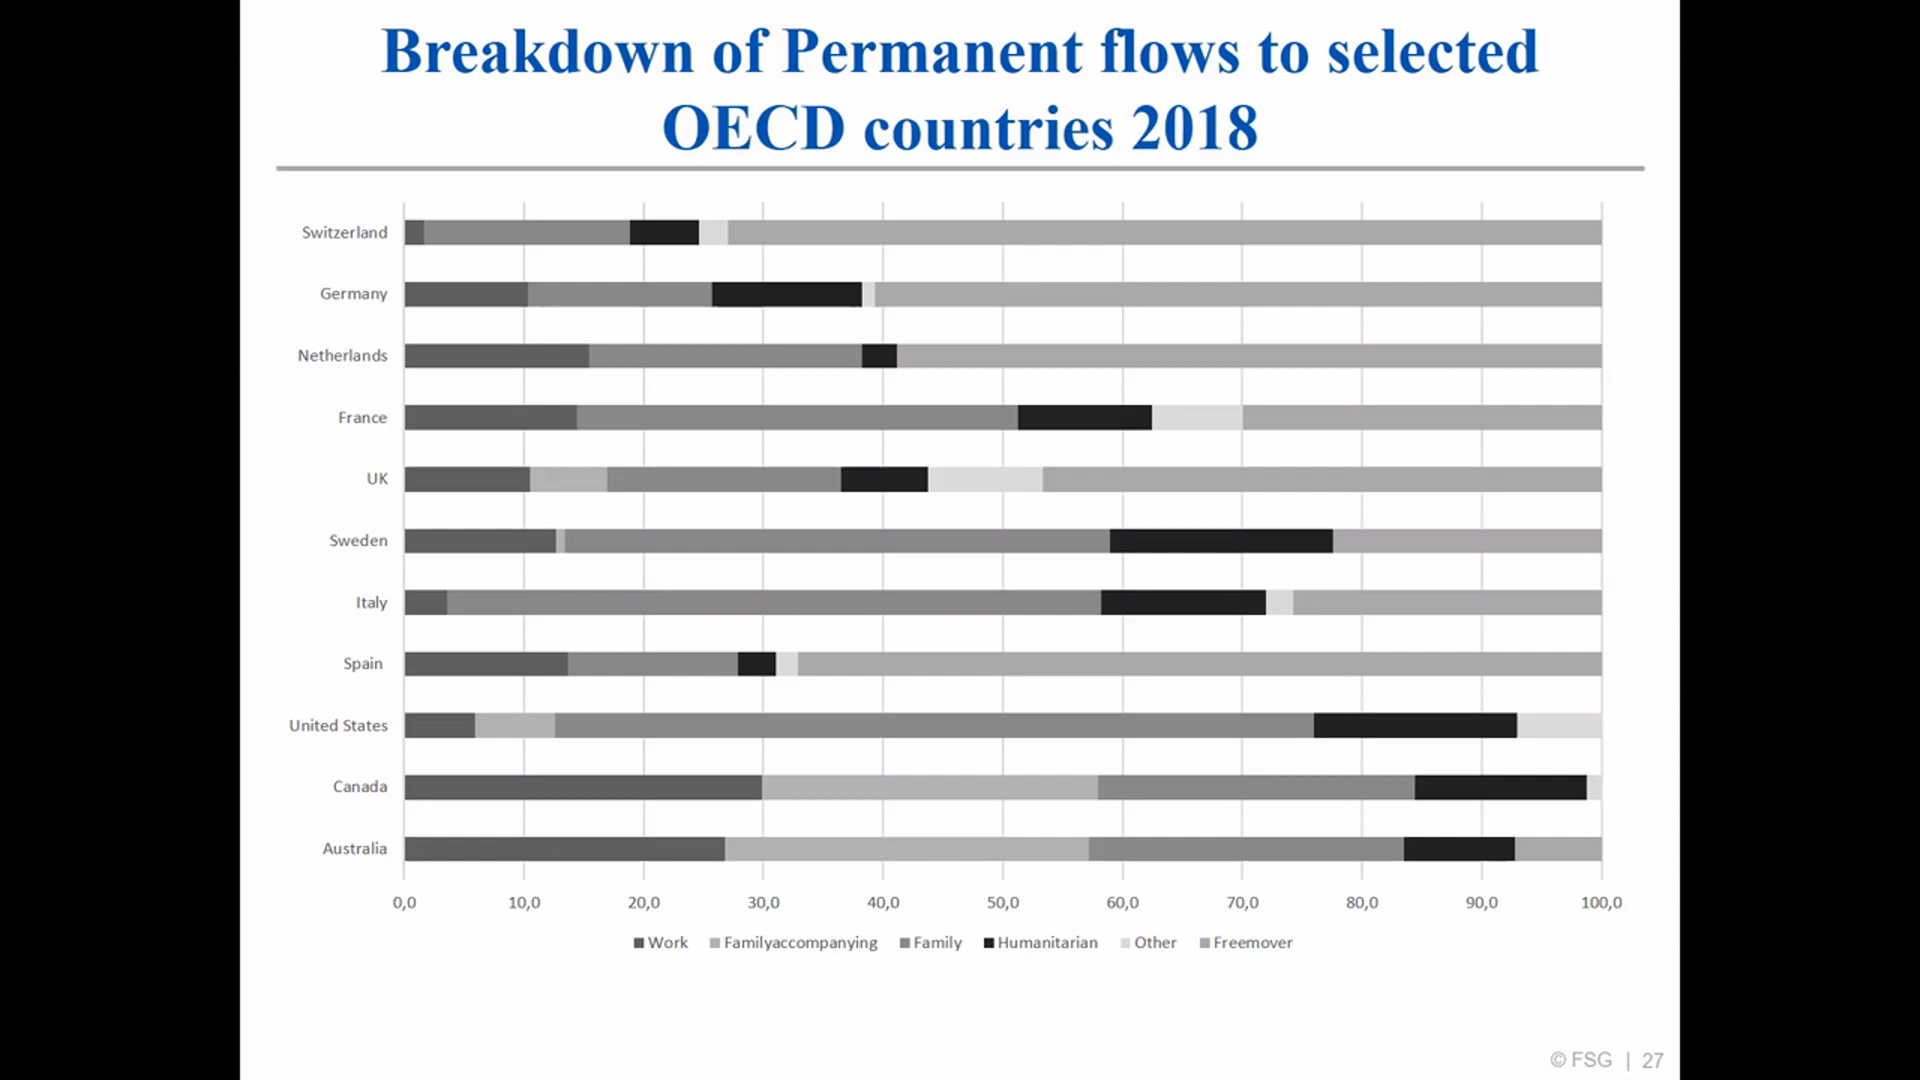 Breakdown of Permanent flows to selected
OECD countries 2018
Switzerland
Germany
Netherlands
France
UK
Sweden
Italy
Spain
United States
Canada
Australia
0,0 10,0 20,0 30,0 40,0 50,0 60,0 70,0 80,0 90,0 100,0
Work Familyaccompanying Family Humanitarian Other Freemover
© FSG | 27